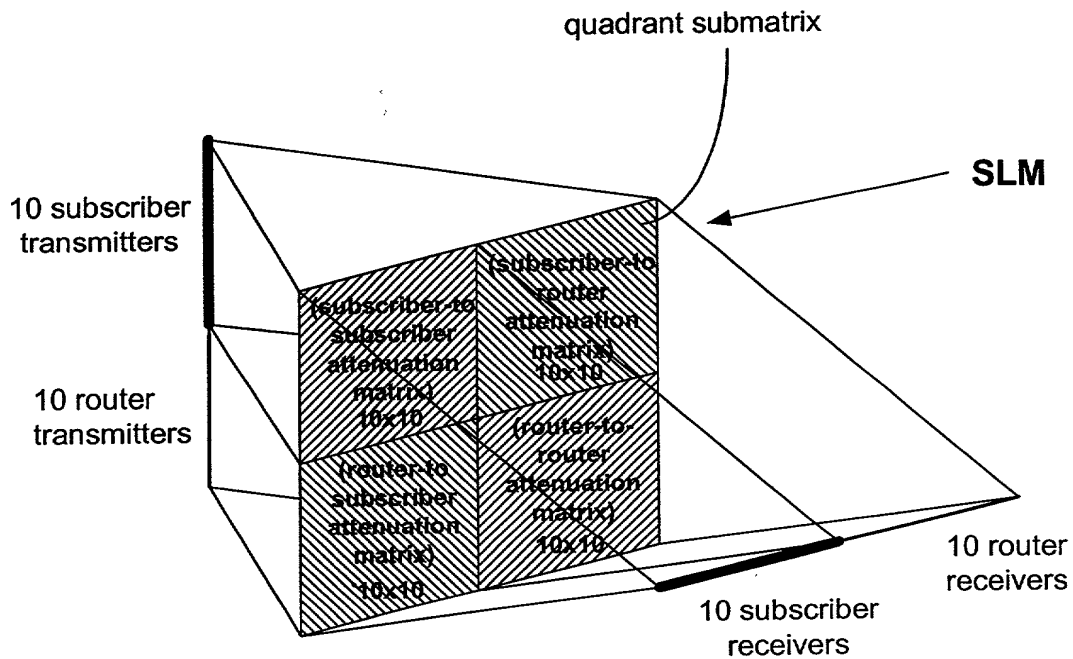 quadrant submatrix
SLM
10 subscriber
transmitters
(subscriber-to
router
attenuation
matrix)
10x10
(subscriber-to
subscriber
attenuation
matrix)
10x10
10 router
transmitters
(router-to-
router
attenuation
matrix)
10x10
(router-to
subscriber
attenuation
matrix)
10x10
10 router
receivers
10 subscriber
receivers